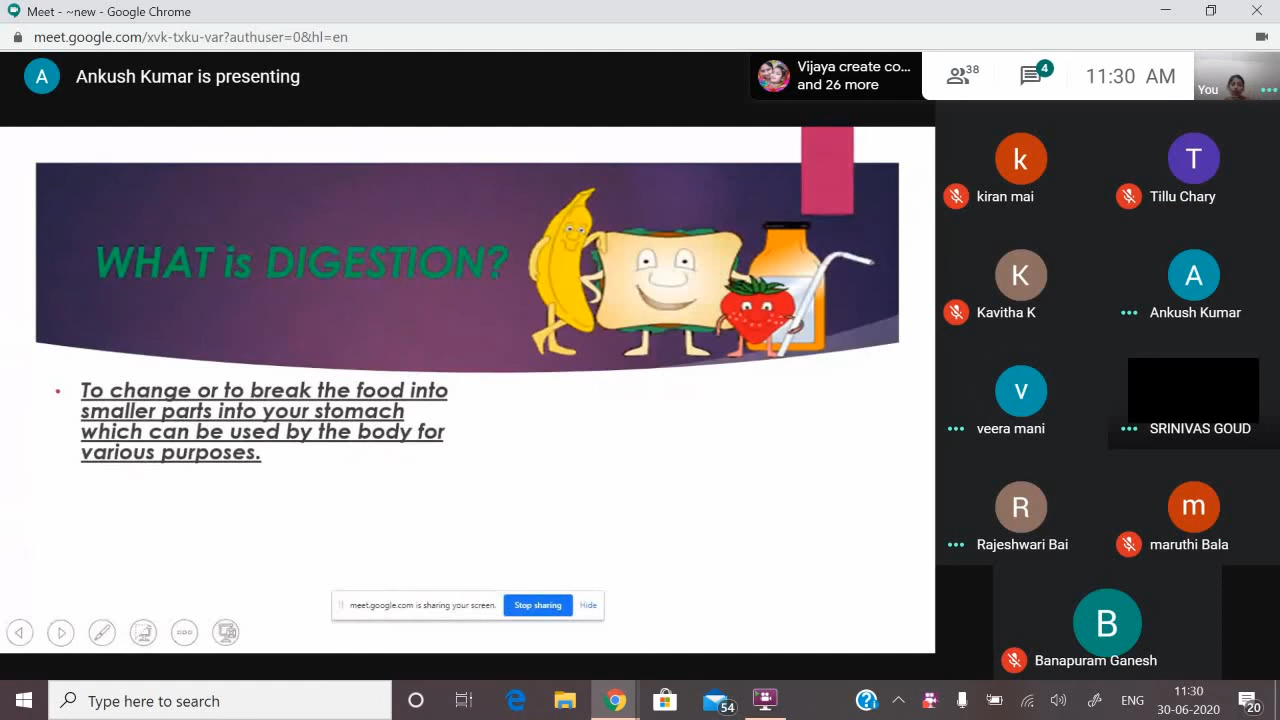 Meet - ~new - Google Chrome
meet.google.com/xvk-txku-var?authuser=0&hl=en
A
Ankush Kumar is presenting
Vijaya create co...
and 26 more
38
4
11:30 AM
You
WHAT is DIGESTION?
• To change or to break the food into
smaller parts into your stomach
which can be used by the body for
various purposes.
meet.google.com is sharing your screen.
Stop sharing
Hide
k
kiran mai
T
Tillu Chary
K
Kavitha K
A
Ankush Kumar
v
veera mani
SRINIVAS GOUD
R
Rajeshwari Bai
m
maruthi Bala
B
Banapuram Ganesh
Type here to search
54
ENG
11:30
30-06-2020
20